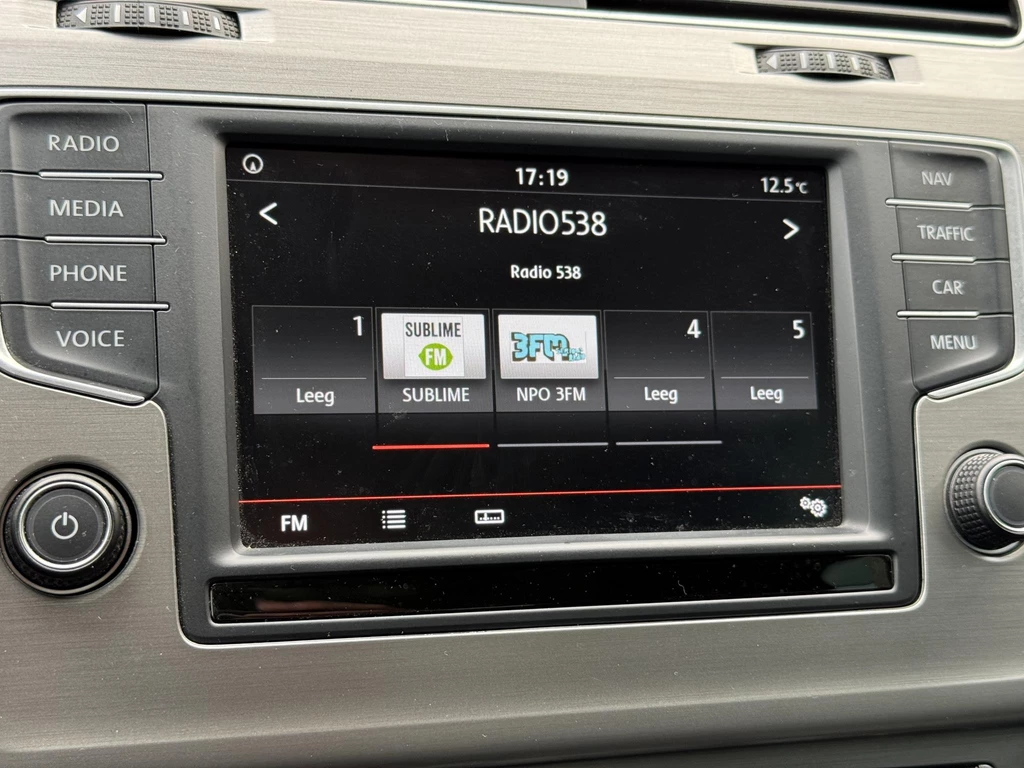 RADIO
MEDIA
PHONE
VOICE
17:19
12.5°C
< RADIO538 >
Radio 538
1
Leeg
SUBLIME
FM
SUBLIME
3FM
NPO 3FM
4
Leeg
5
Leeg
FM
NAV
TRAFFIC
CAR
MENU